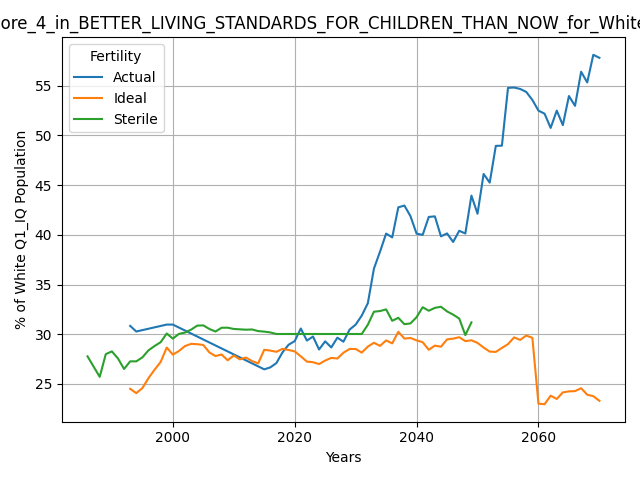 ore_4_in_BETTER_LIVING_STANDARDS_FOR_CHILDREN_THAN_NOW_for_White
Fertility
Actual
Ideal
Sterile
% of White Q1_IQ Population
55
50
45
40
35
30
25
2000
2020
2040
2060
Years